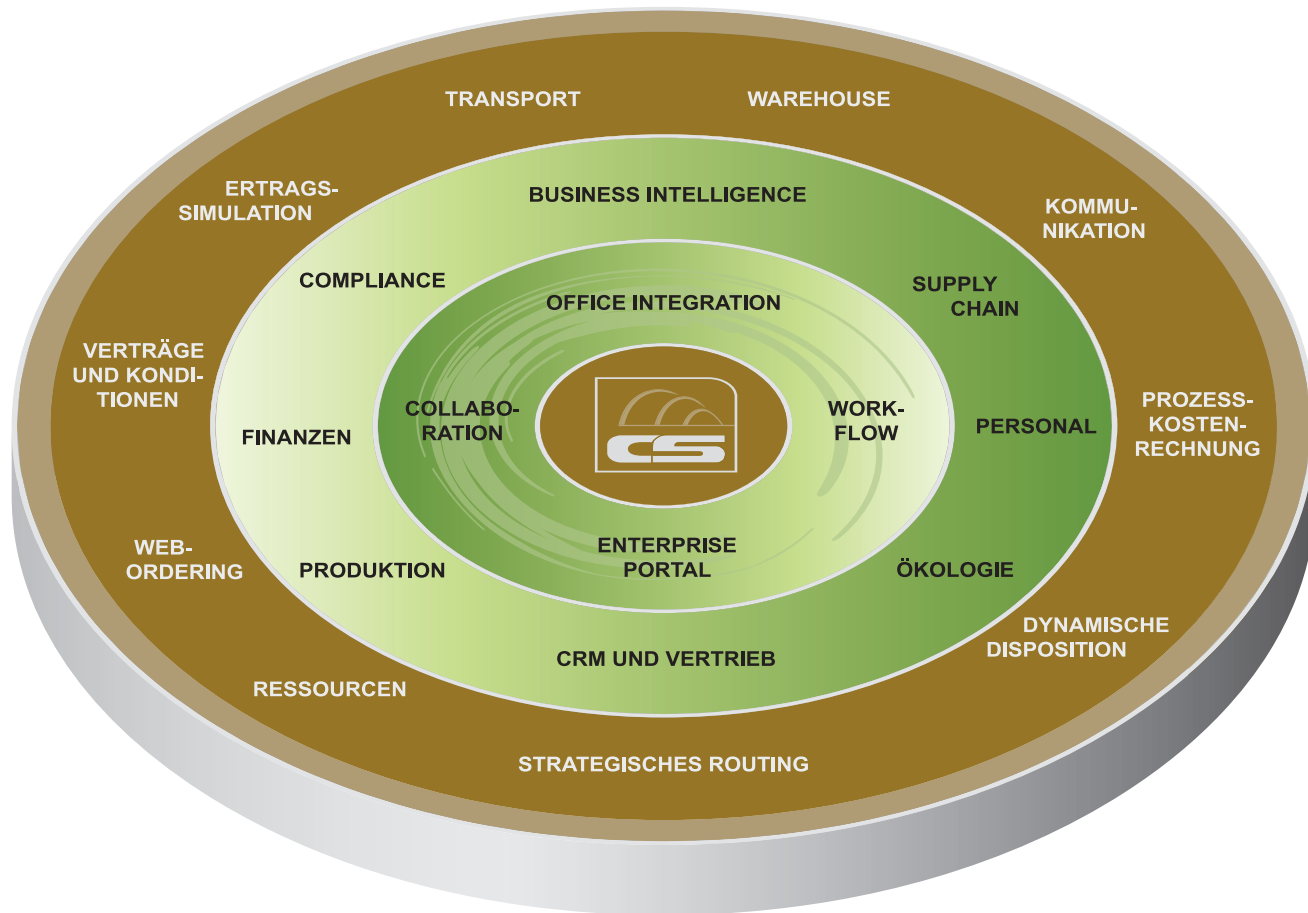 TRANSPORT
WAREHOUSE
ERTRAGS-
SIMULATION
BUSINESS INTELLIGENCE
KOMMU-
NIKATION
COMPLIANCE
OFFICE INTEGRATION
SUPPLY
CHAIN
VERTRÄGE
UND KONDI-
TIONEN
FINANZEN
COLLABO-
RATION
CS
WORK-
FLOW
PERSONAL
PROZESS-
KOSTEN-
RECHNUNG
WEB-
ORDERING
PRODUKTION
ENTERPRISE
PORTAL
ÖKOLOGIE
DYNAMISCHE
DISPOSITION
CRM UND VERTRIEB
RESSOURCEN
STRATEGISCHES ROUTING